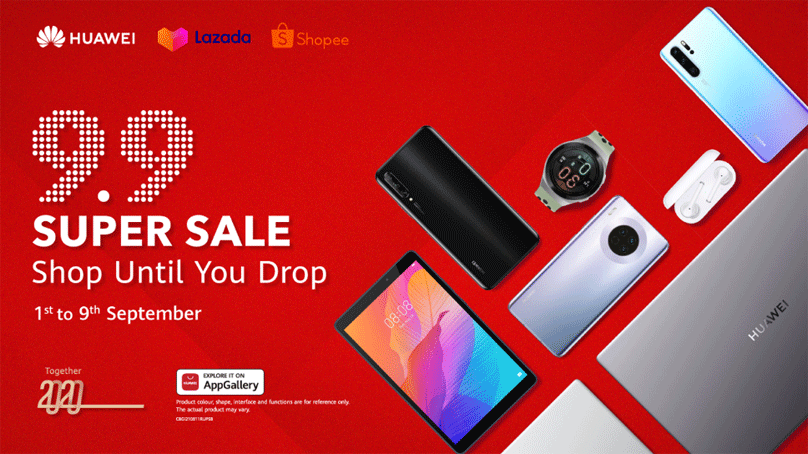 HUAWEI
Lazada
Shopee
9.9
SUPER SALE
Shop Until You Drop
1st to 9th September
Together
2020
HUAWEI
EXPLORE IT ON
AppGallery
Product colour, shape, interface and functions are for reference only.
The actual product may vary.
08:08
HUAWEI